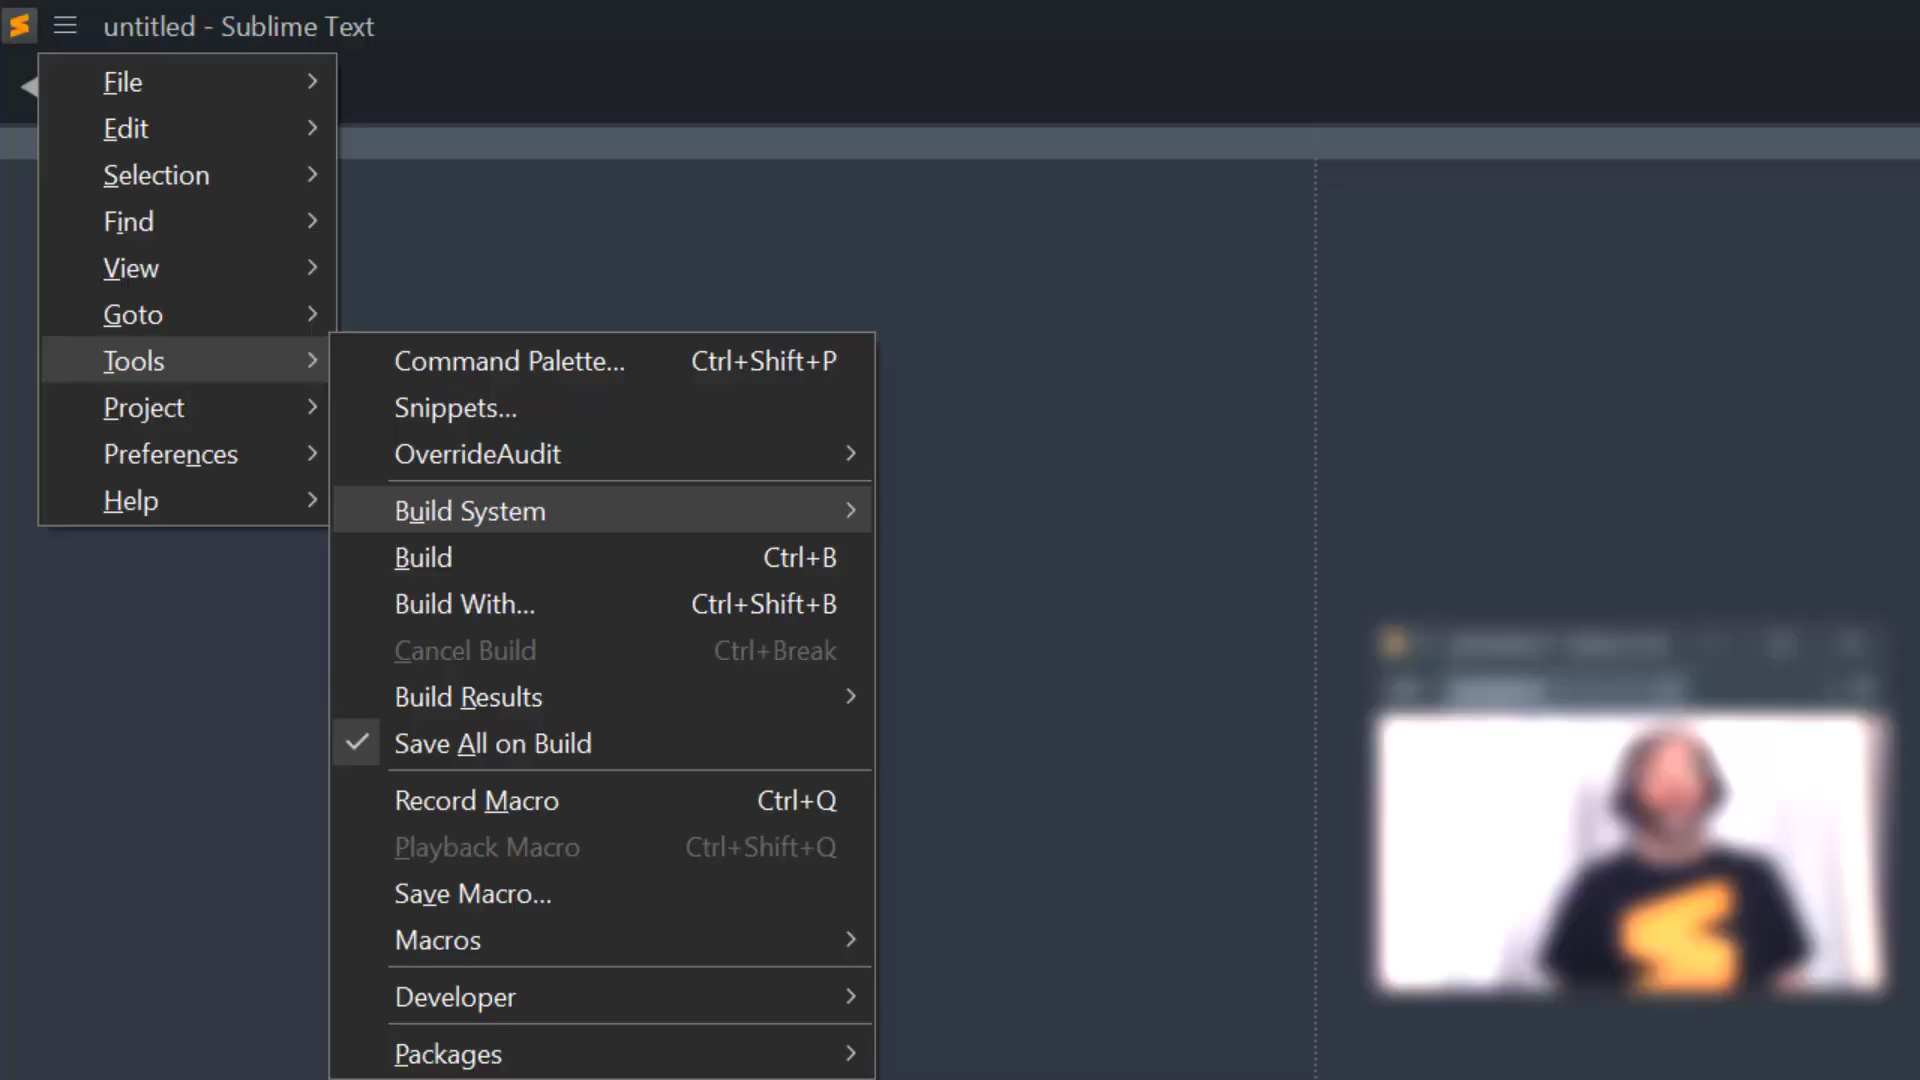 untitled - Sublime Text
File
Edit
Selection
Find
View
Goto
Tools
Project
Preferences
Help
Command Palette... Ctrl+Shift+P
Snippets...
OverrideAudit
Build System
Build Ctrl+B
Build With... Ctrl+Shift+B
Cancel Build Ctrl+Break
Build Results
Save All on Build
Record Macro Ctrl+Q
Playback Macro Ctrl+Shift+Q
Save Macro...
Macros
Developer
Packages